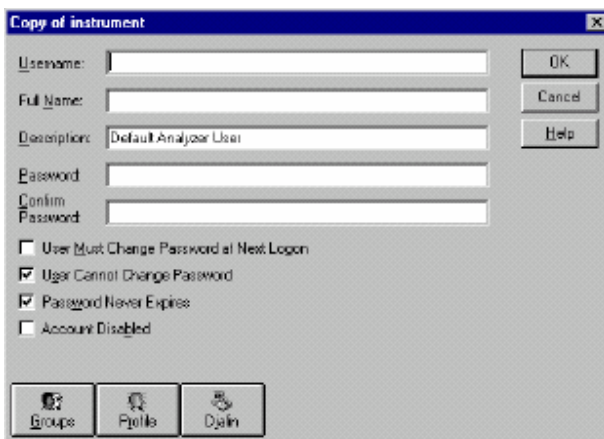 Copy of instrument
Username:
OK
Full Name:
Cancel
Description: Default Analyzer User
Help
Password:
Confirm
Password:
User Must Change Password at Next Logon
User Cannot Change Password
Password Never Expires
Account Disabled
Groups Profile Dialin